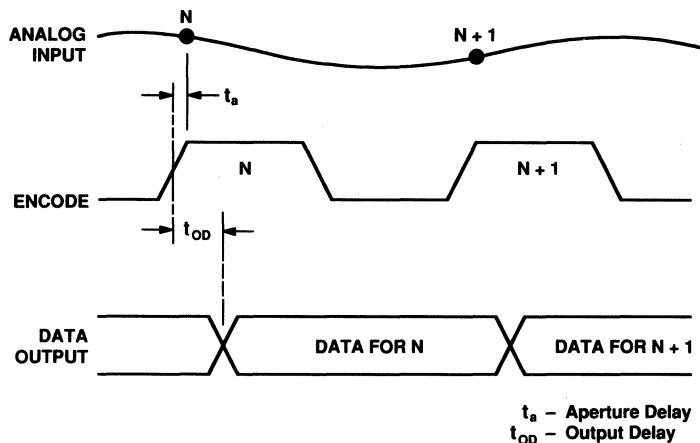 N
ANALOG
INPUT
N + 1
ta
N
N + 1
ENCODE
tOD
DATA
OUTPUT
DATA FOR N
DATA FOR N + 1
ta – Aperture Delay
tOD – Output Delay